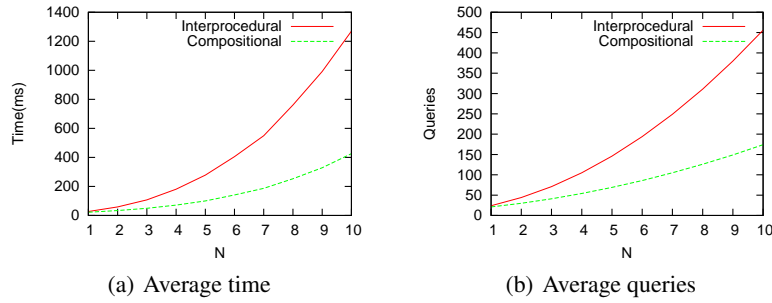 1400
1200
1000
800
600
400
200
0
Time(ms)
Interprocedural
Compositional
1 2 3 4 5 6 7 8 9 10
N
(a) Average time
500
450
400
350
300
250
200
150
100
50
0
Queries
Interprocedural
Compositional
1 2 3 4 5 6 7 8 9 10
N
(b) Average queries